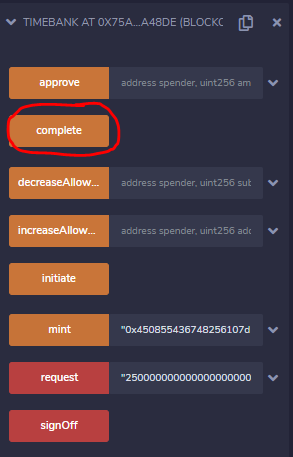 TIMEBANK AT 0X75A...A48DE (BLOCKC
approve address spender, uint256 am
complete
decreaseAllow... address spender, uint256 sub
increaseAllow... address spender, uint256 add
initiate
mint "0x450855436748256107d
request "250000000000000000000
signOff